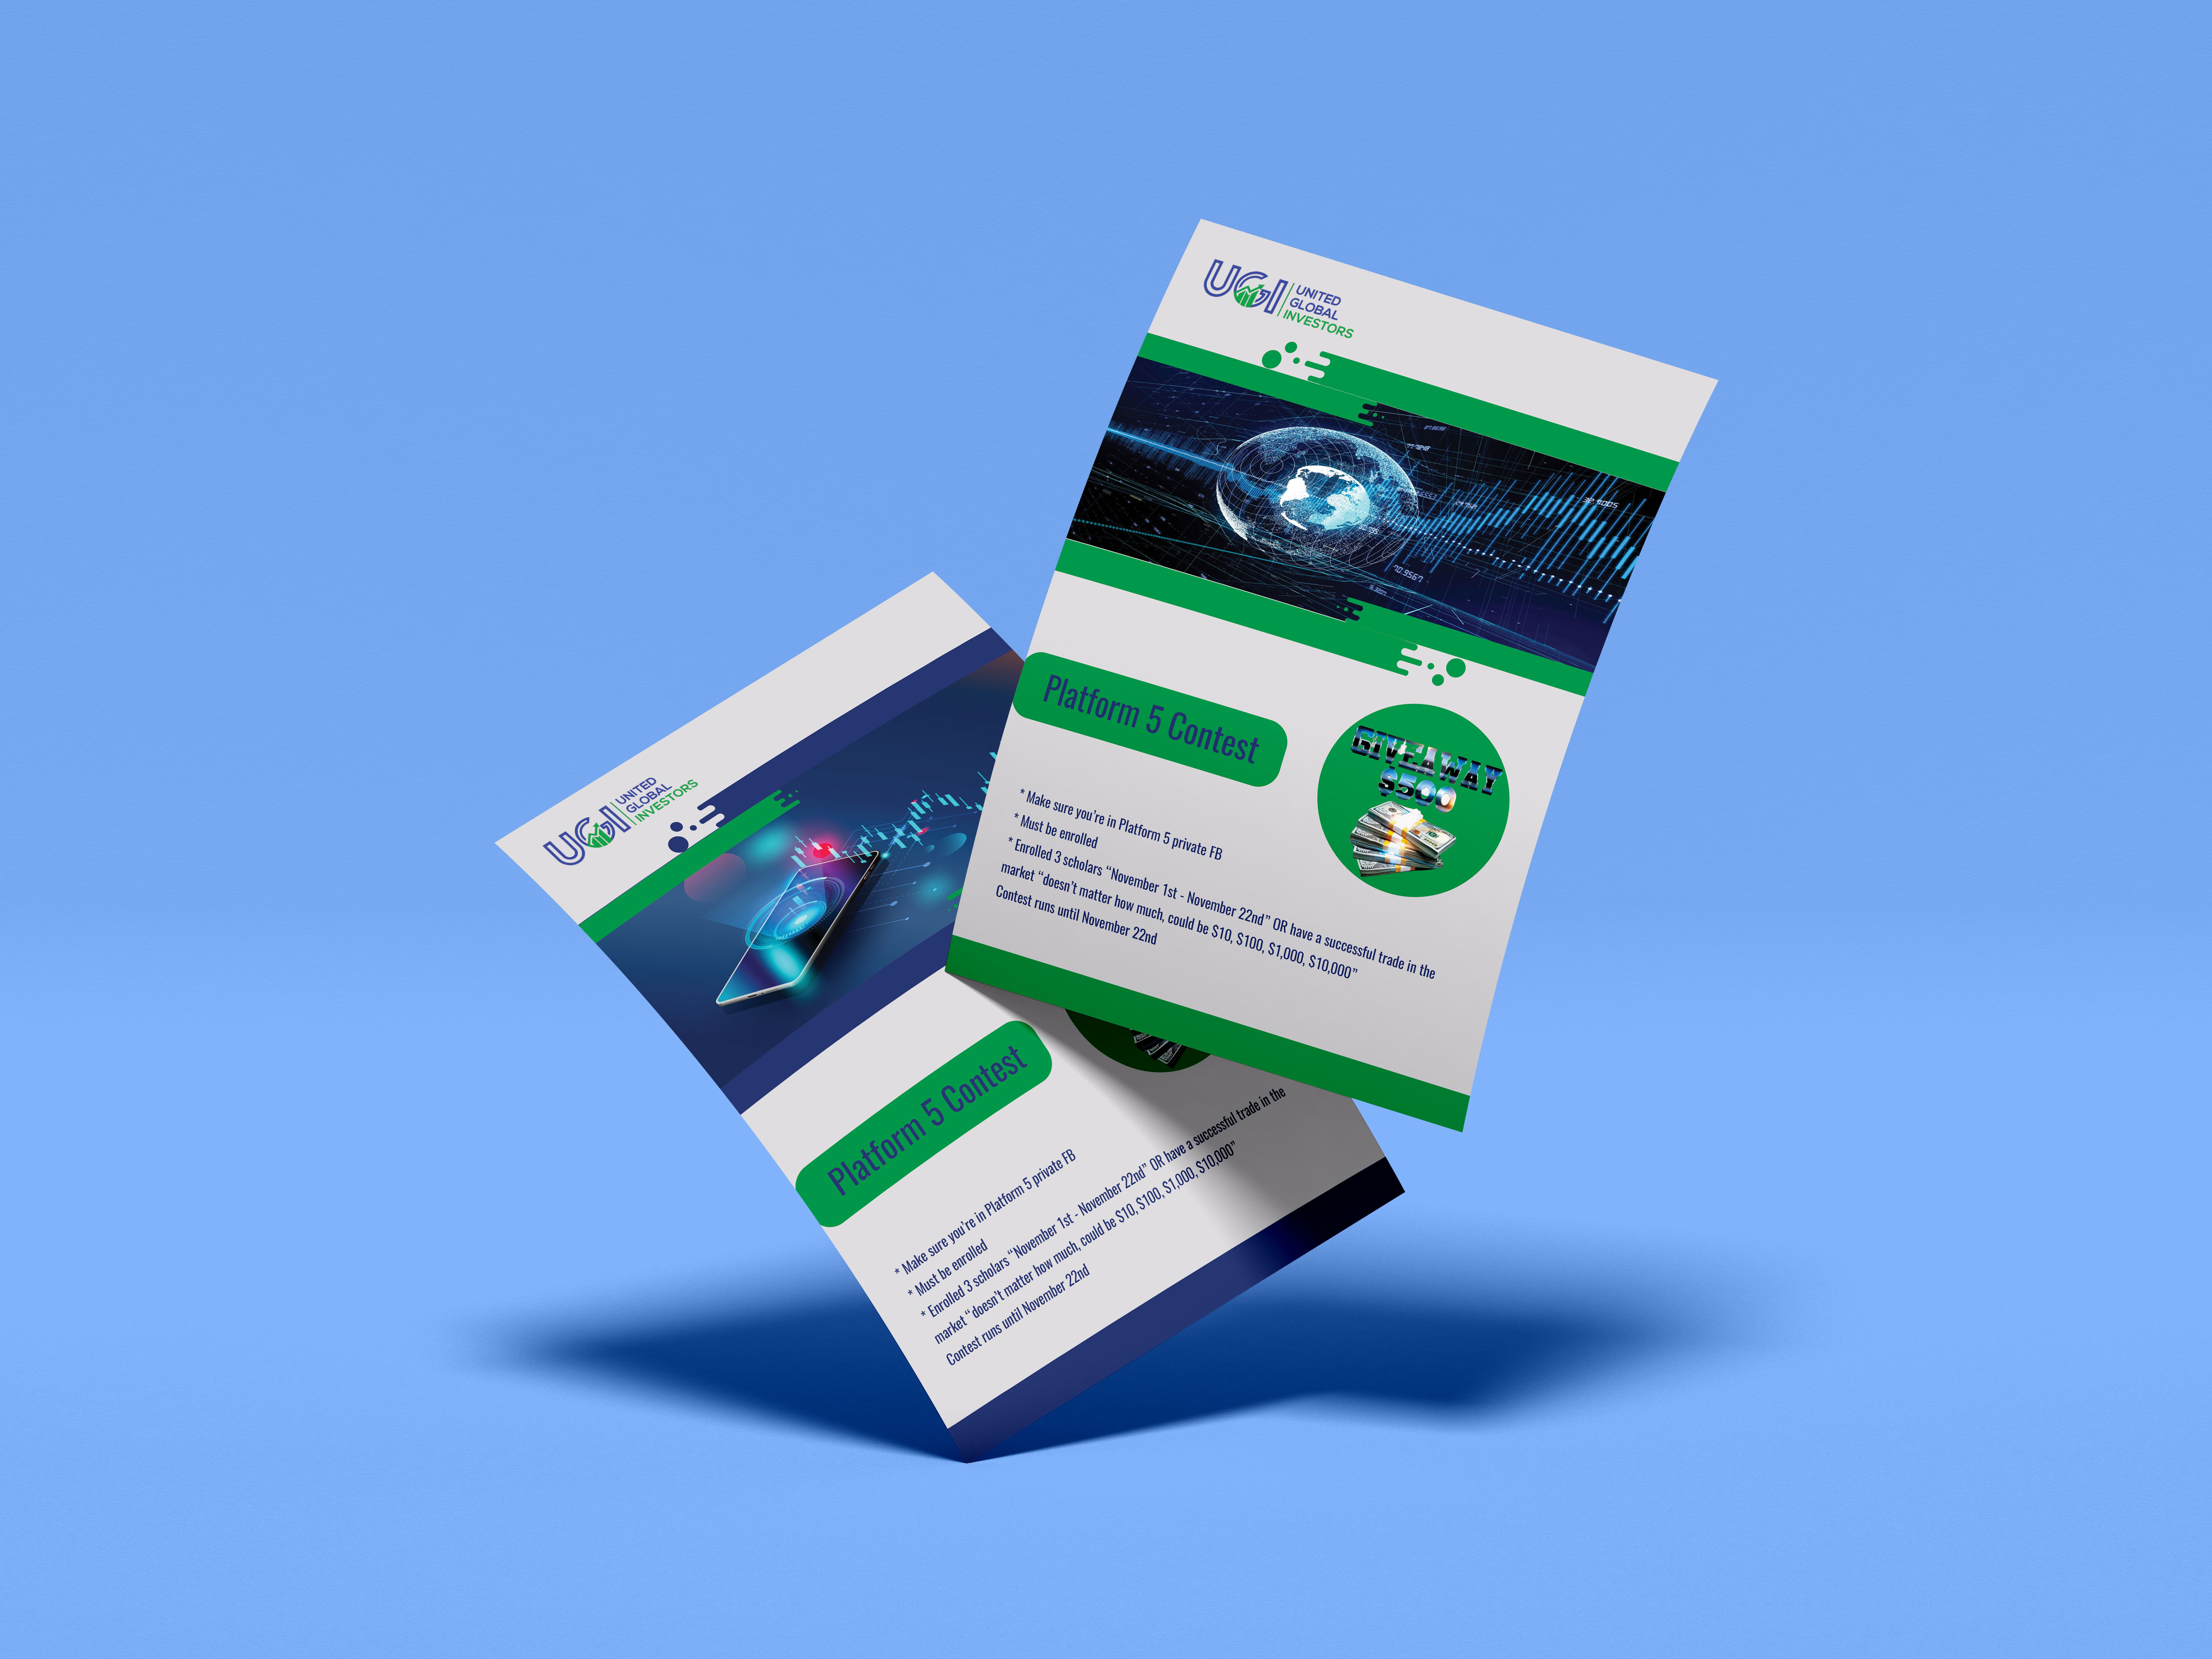 UGI
UNITED
GLOBAL
INVESTORS
32.9005
70.9567
Platform 5 Contest
GIVEAWAY
$500
* Make sure you're in Platform 5 private FB
* Must be enrolled
* Enrolled 3 scholars “November 1st - November 22nd” OR have a successful trade in the
market “doesn't matter how much, could be $10, $100, $1,000, $10,000”
Contest runs until November 22nd
UGI
UNITED
GLOBAL
INVESTORS
Platform 5 Contest
* Make sure you're in Platform 5 private FB
* Must be enrolled
* Enrolled 3 scholars “November 1st - November 22nd” OR have a successful trade in the
market “doesn't matter how much, could be $10, $100, $1,000, $10,000”
Contest runs until November 22nd